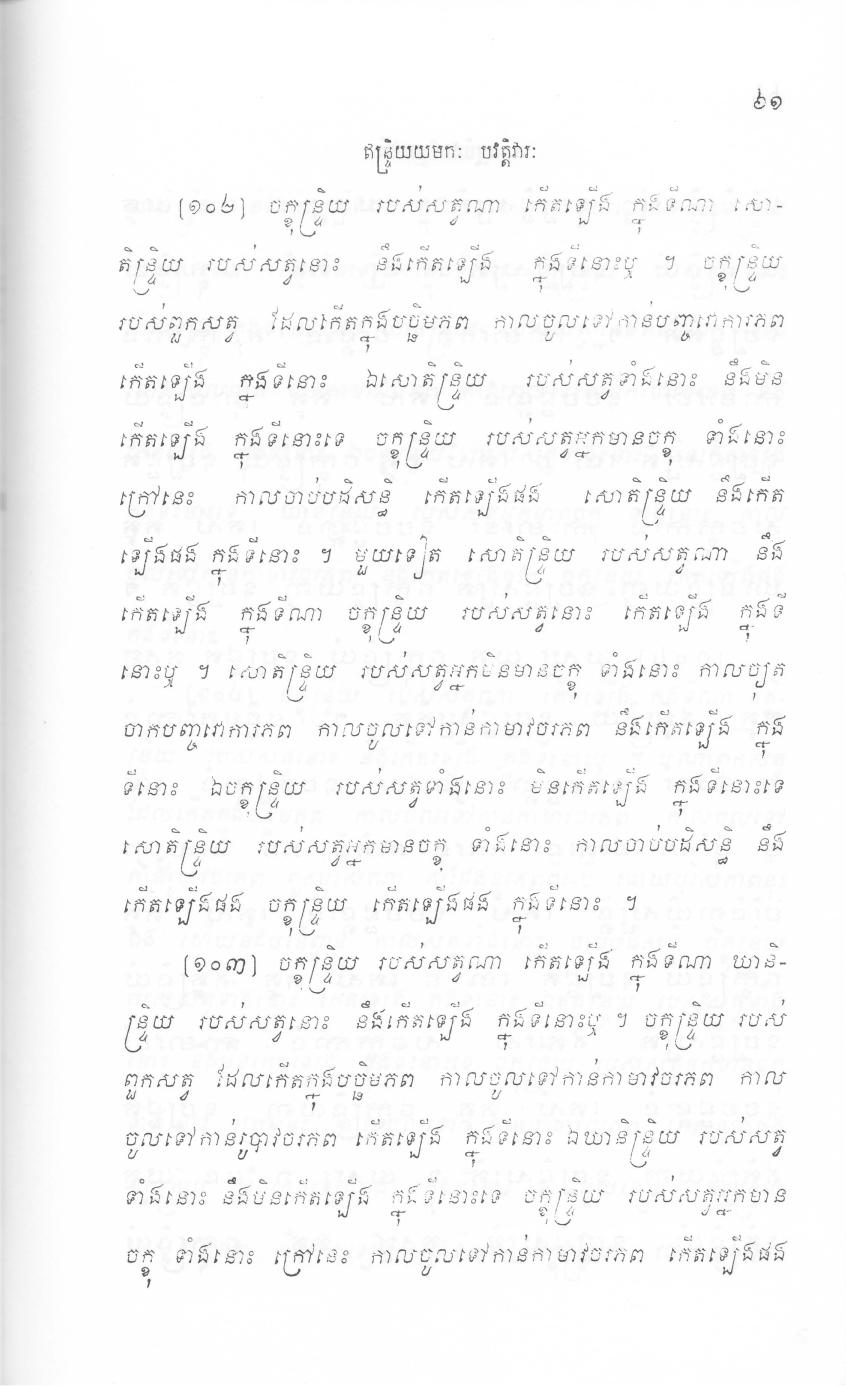 ៦១
ឥន្ទ្រិយយមកៈ បវត្តិវារៈ
[១០២] ចក្ខុន្ទ្រិយ របស់សត្វណា កើតឡើង ក្នុងទីណា សោ-
តិន្ទ្រិយ របស់សត្វនោះ នឹងកើតឡើង ក្នុងទីនោះឬ ។ ចក្ខុន្ទ្រិយ
របស់ពួកសត្វ ដែលកើតក្នុងបច្ឆិមភព កាលចូលទៅកាន់បញ្ចវោការភព
កើតឡើង ក្នុងទីនោះ ឯសោតិន្ទ្រិយ របស់សត្វទាំងនោះ នឹងមិន
កើតឡើង ក្នុងទីនោះទេ ចក្ខុន្ទ្រិយ របស់សត្វអ្នកមានចក្ខុ ទាំងនោះ
ក្រៅនេះ កាលចាប់បដិសន្ធិ កើតឡើងផង សោតិន្ទ្រិយ នឹងកើត
ឡើងផង ក្នុងទីនោះ ។ មួយទៀត សោតិន្ទ្រិយ របស់សត្វណា នឹង
កើតឡើង ក្នុងទីណា ចក្ខុន្ទ្រិយ របស់សត្វនោះ កើតឡើង ក្នុងទី
នោះឬ ។ សោតិន្ទ្រិយ របស់សត្វអ្នកមិនមានចក្ខុ ទាំងនោះ កាលច្យុត
ចាកបញ្ចវោការភព កាលចូលទៅកាន់កាមាវចរភព នឹងកើតឡើង ក្នុង
ទីនោះ ឯចក្ខុន្ទ្រិយ របស់សត្វទាំងនោះ មិនកើតឡើង ក្នុងទីនោះទេ
សោតិន្ទ្រិយ របស់សត្វអ្នកមានចក្ខុ ទាំងនោះ កាលចាប់បដិសន្ធិ នឹង
កើតឡើងផង ចក្ខុន្ទ្រិយ កើតឡើងផង ក្នុងទីនោះ ។
[១០៣] ចក្ខុន្ទ្រិយ របស់សត្វណា កើតឡើង ក្នុងទីណា ឃានិ-
ន្ទ្រិយ របស់សត្វនោះ នឹងកើតឡើង ក្នុងទីនោះឬ ។ ចក្ខុន្ទ្រិយ របស់
ពួកសត្វ ដែលកើតក្នុងបច្ឆិមភព កាលចូលទៅកាន់កាមាវចរភព កាល
ចូលទៅកាន់រូបាវចរភព កើតឡើង ក្នុងទីនោះ ឯឃានិន្ទ្រិយ របស់សត្វ
ទាំងនោះ នឹងមិនកើតឡើង ក្នុងទីនោះទេ ចក្ខុន្ទ្រិយ របស់សត្វអ្នកមាន
ចក្ខុ ទាំងនោះ ក្រៅនេះ កាលចូលទៅកាន់កាមាវចរភព កើតឡើងផង